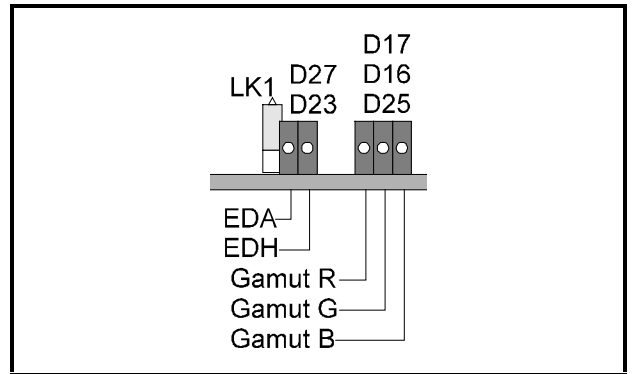 D17
D27 D16
LK1 D23 D25
EDA
EDH
Gamut R
Gamut G
Gamut B